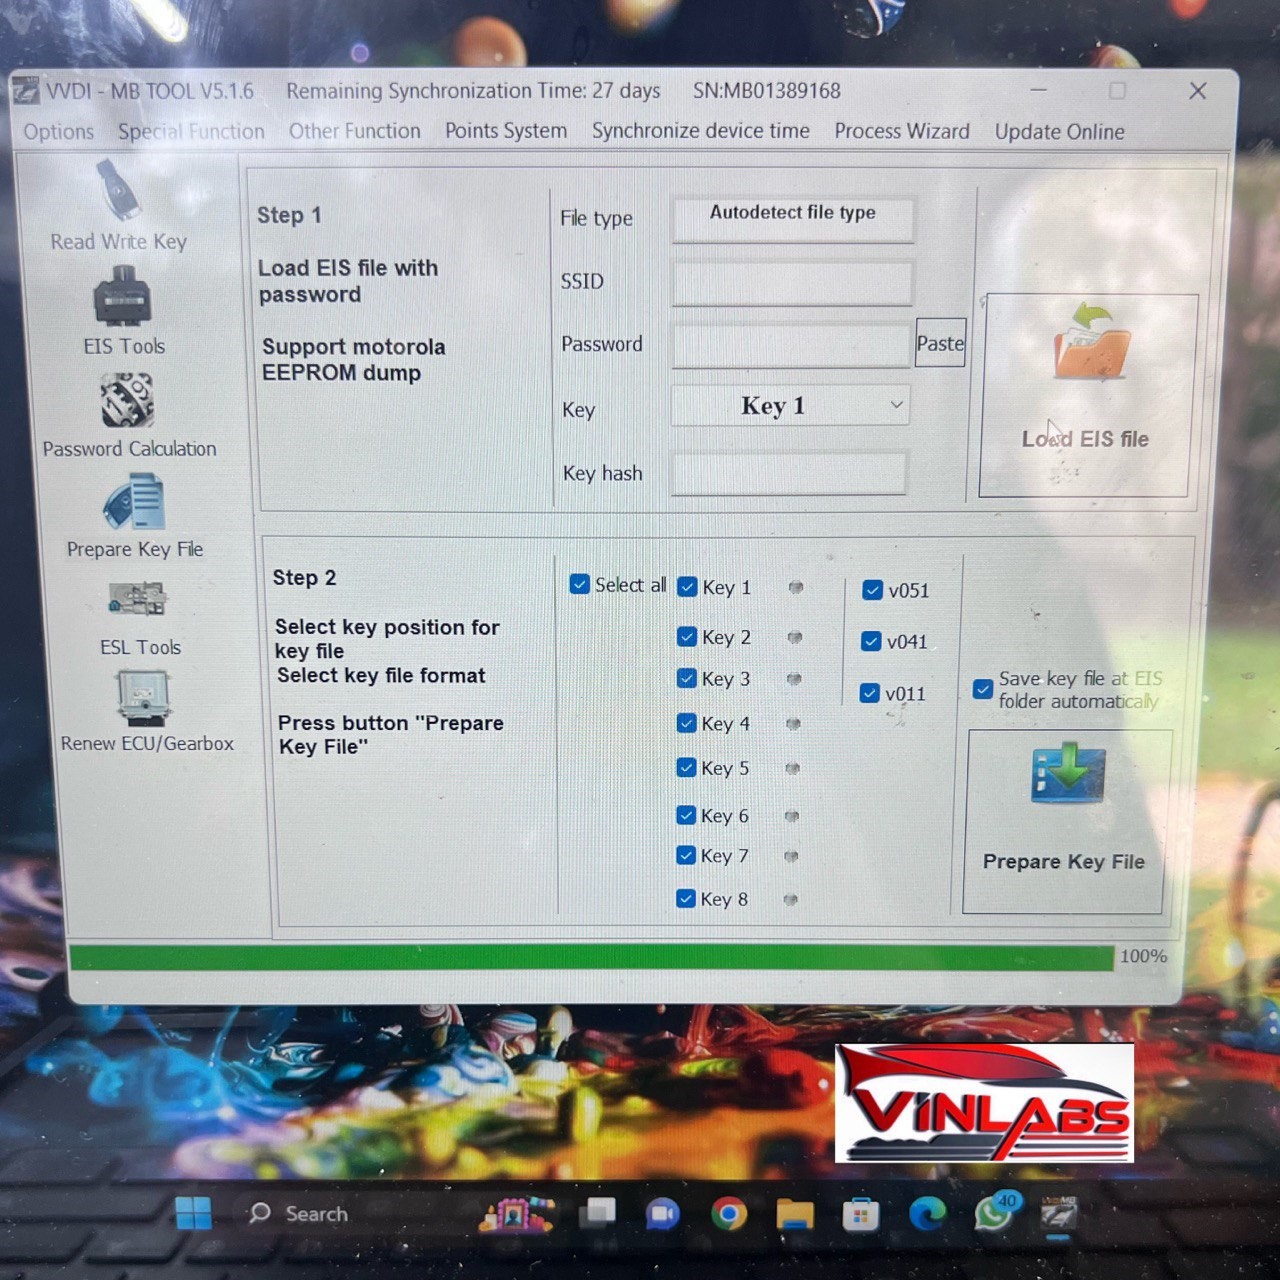 VVDI - MB TOOL V5.1.6 Remaining Synchronization Time: 27 days SN:MB01389168
Options Special Function Other Function Points System Synchronize device time Process Wizard Update Online
Read Write Key
EIS Tools
Password Calculation
Prepare Key File
ESL Tools
Renew ECU/Gearbox
Step 1
Load EIS file with
password
Support motorola
EEPROM dump
File type
Autodetect file type
SSID
Password
Paste
Key
Key 1
Key hash
Load EIS file
Step 2
Select key position for
key file
Select key file format
Press button "Prepare
Key File"
Select all
Key 1
Key 2
Key 3
Key 4
Key 5
Key 6
Key 7
Key 8
v051
v041
v011
Save key file at EIS
folder automatically
Prepare Key File
100%
VINLABS
Search
40